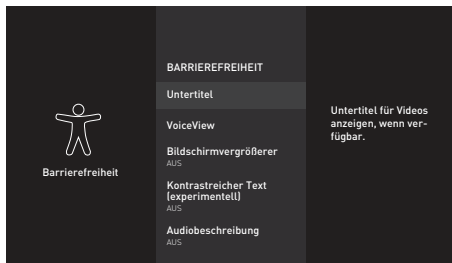 BARRIEREFREIHEIT
Untertitel
VoiceView
Bildschirmvergrößerer
AUS
Kontrastreicher Text
(experimentell)
AUS
Audiobeschreibung
AUS
Barrierefreiheit
Untertitel für Videos
anzeigen, wenn ver-
fügbar.